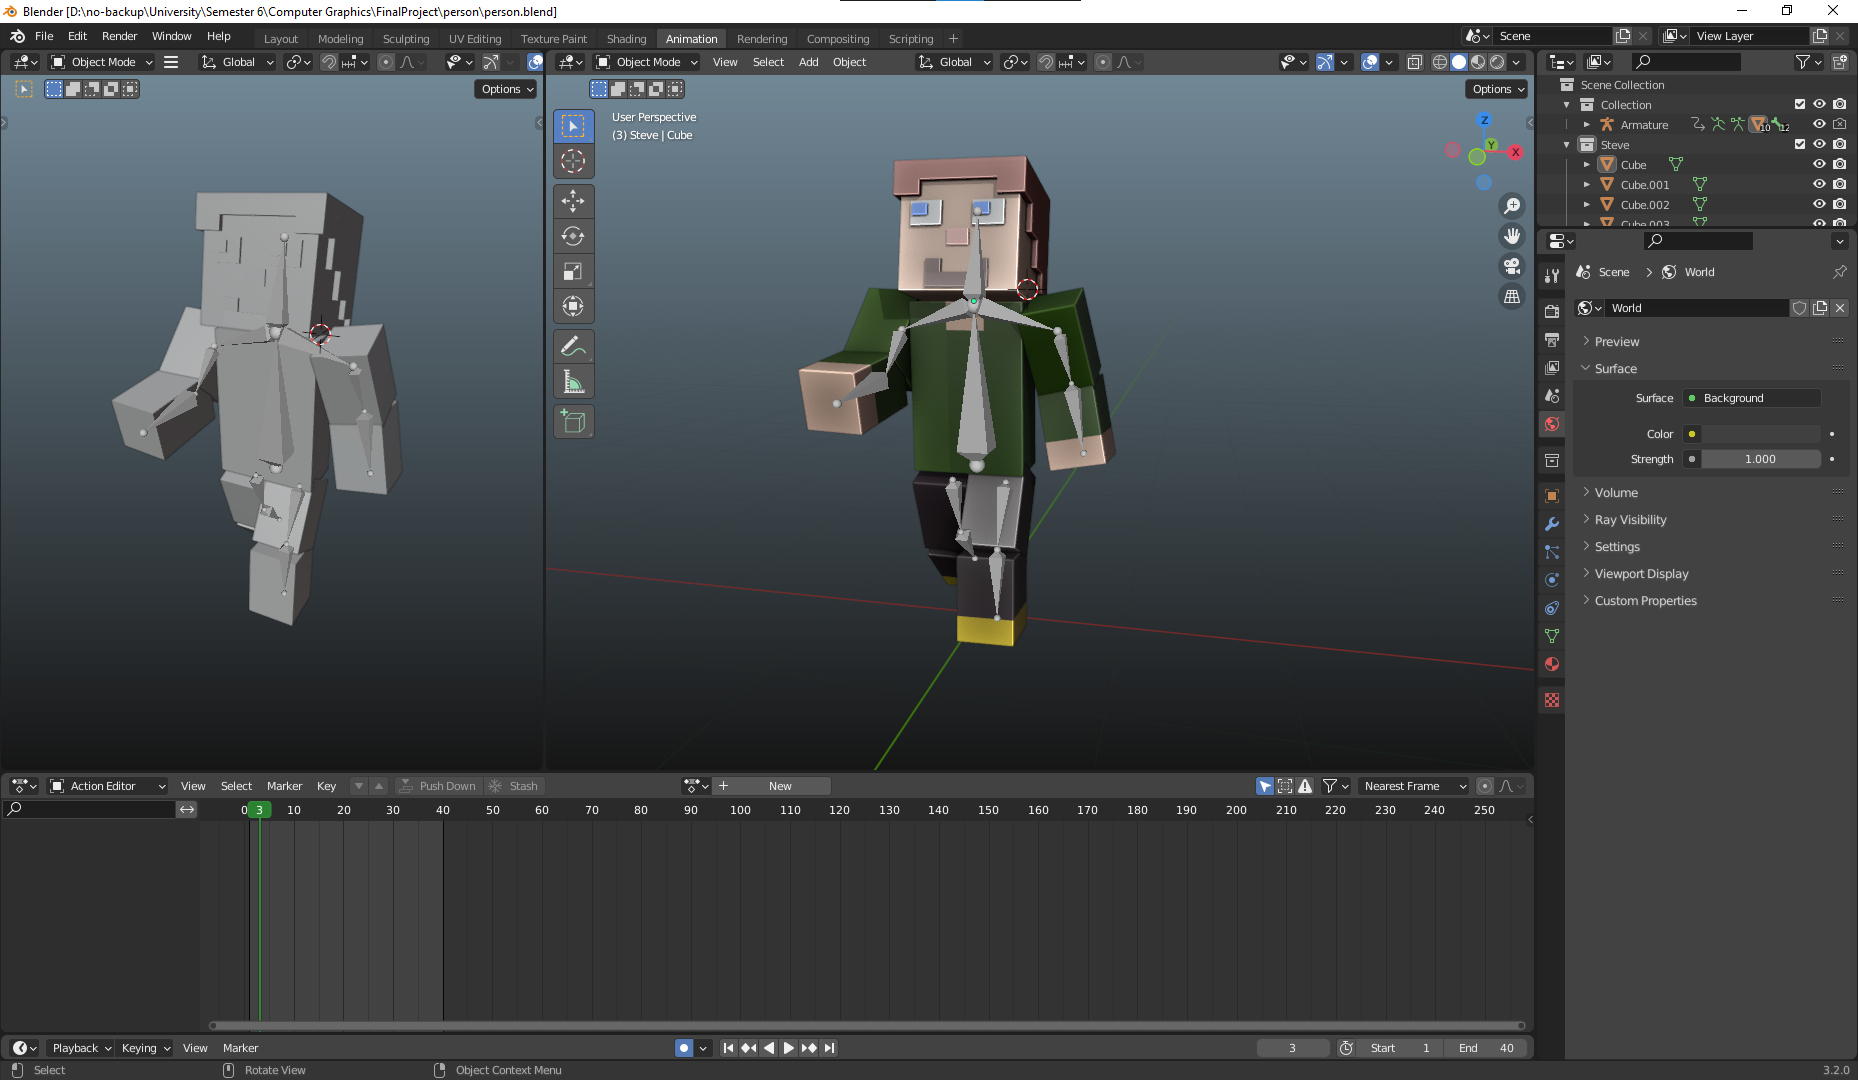 Blender [D:\no-backup\University\Semester 6\Computer Graphics\FinalProject\person\person.blend]
File Edit Render Window Help Layout Modeling Sculpting UV Editing Texture Paint Shading Animation Rendering Compositing Scripting + Scene View Layer
Object Mode Global Object Mode View Select Add Object Global
Options Options
User Perspective
(3) Steve | Cube
Z
Y
X
Scene Collection
Collection
Armature 10 12
Steve
Cube
Cube.001
Cube.002
Cube.003
Scene > World
World
Preview
Surface
Surface Background
Color
Strength 1.000
Volume
Ray Visibility
Settings
Viewport Display
Custom Properties
Action Editor View Select Marker Key Push Down Stash + New Nearest Frame
0 3 10 20 30 40 50 60 70 80 90 100 110 120 130 140 150 160 170 180 190 200 210 220 230 240 250
Playback Keying View Marker 3 Start 1 End 40
Select Rotate View Object Context Menu 3.2.0